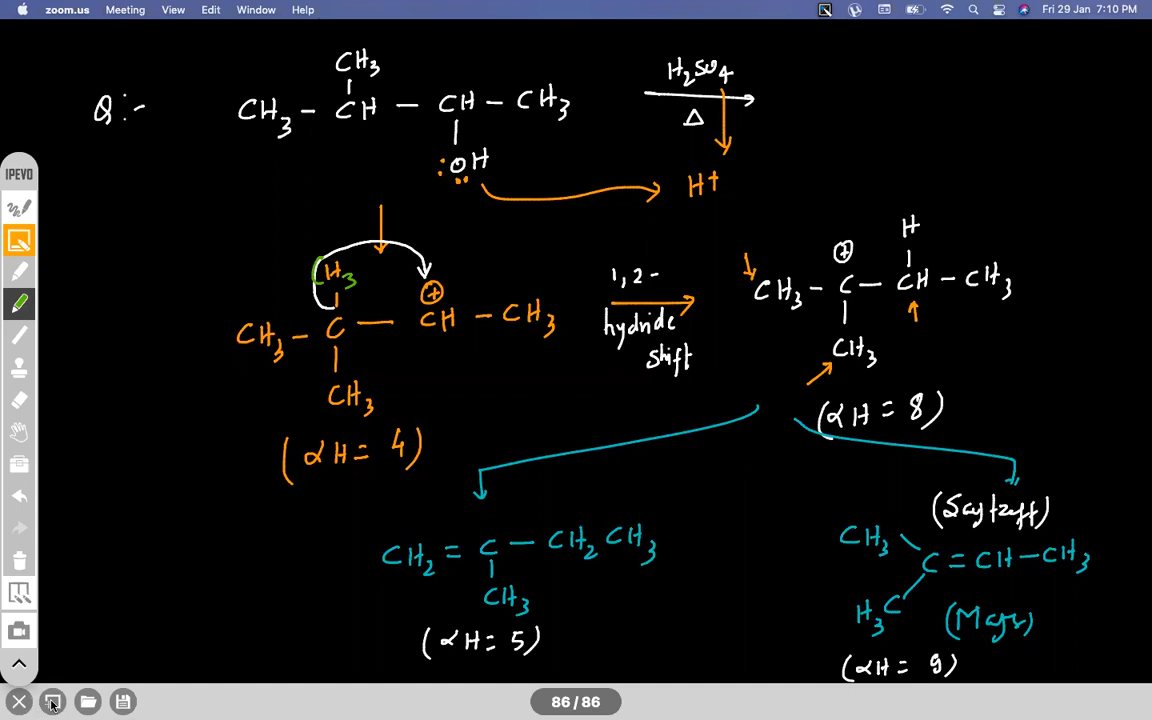 zoom.us Meeting View Edit Window Help Fri 29 Jan 7:10 PM
CH3
H2SO4
Q:- CH3 - CH - CH - CH3
Δ
:OH
H+
IPEVO
H
H3
⊕
⊕
1,2-
CH3 - C - CH - CH3
CH3 - C - CH - CH3
hydride
shift
CH3
CH3
(αH = 8)
(αH = 4)
(Saytzeff)
CH2 = C - CH2 CH3
CH3
C = CH - CH3
CH3
H3C
(Major)
(αH = 5)
(αH = 9)
86 / 86